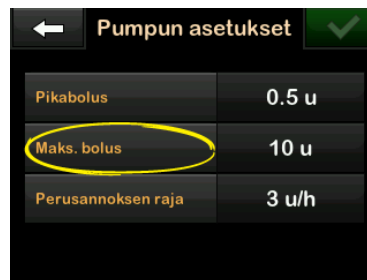 Pumpun asetukset
Pikabolus 0.5 u
Maks. bolus 10 u
Perusannoksen raja 3 u/h